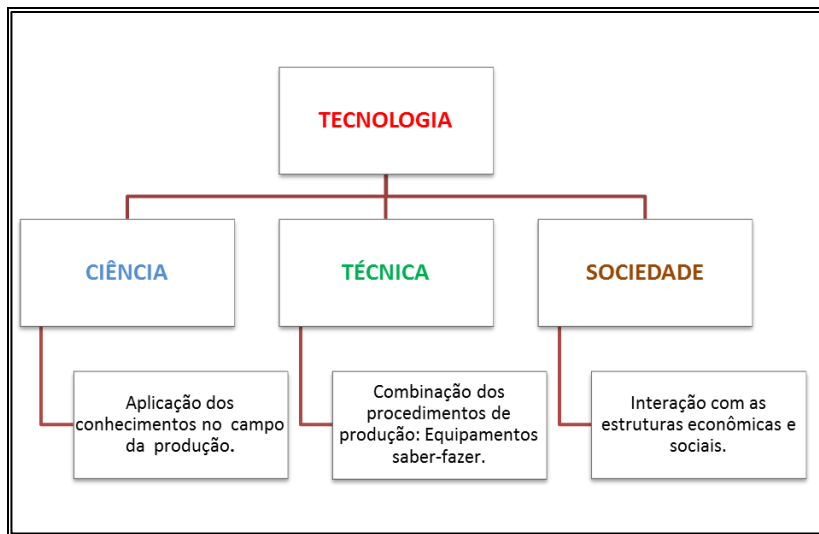 TECNOLOGIA
CIÊNCIA
TÉCNICA
SOCIEDADE
Aplicação dos
conhecimentos no campo
da produção.
Combinação dos
procedimentos de
produção: Equipamentos
saber-fazer.
Interação com as
estruturas econômicas e
sociais.